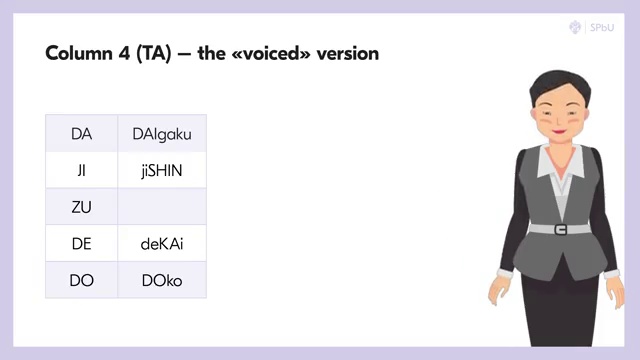 SPbU
Column 4 (TA) – the «voiced» version
DA DAIgaku
JI jiSHIN
ZU
DE deKAi
DO DOko